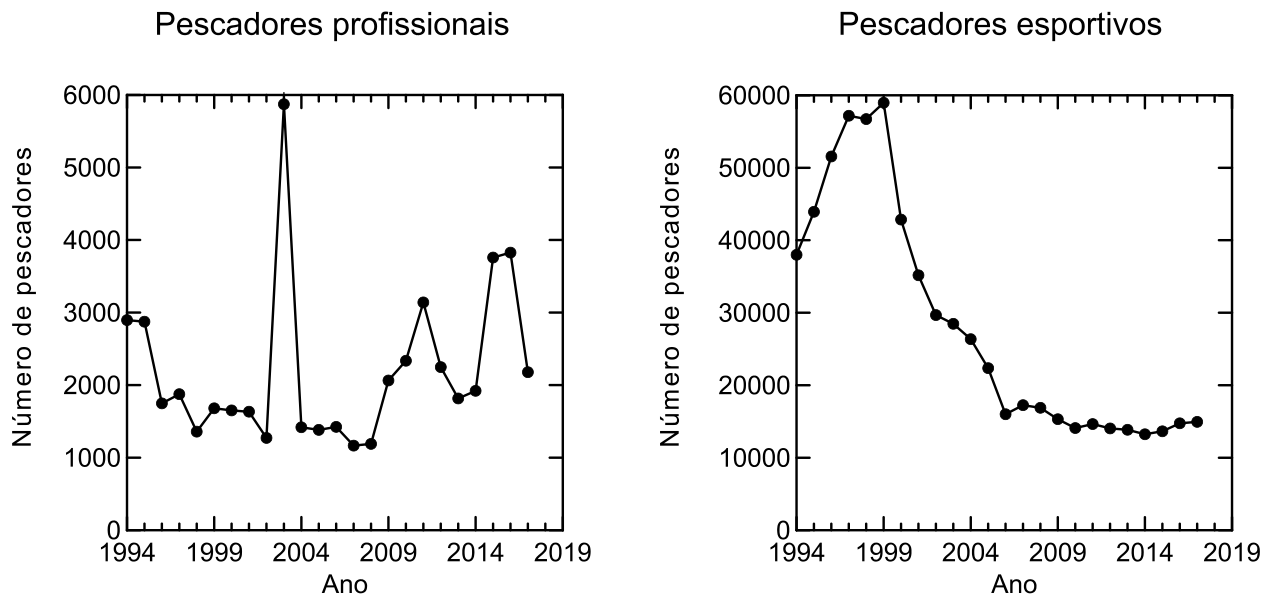 Pescadores profissionais
Número de pescadores
6000
5000
4000
3000
2000
1000
0
1994 1999 2004 2009 2014 2019
Ano
Pescadores esportivos
Número de pescadores
60000
50000
40000
30000
20000
10000
0
1994 1999 2004 2009 2014 2019
Ano